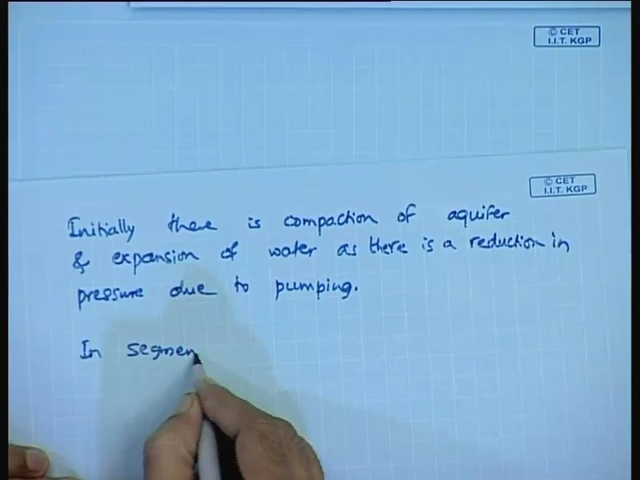 © CET
I.I.T. KGP
© CET
I.I.T. KGP
Initially there is compaction of aquifer
& expansion of water as there is a reduction in
pressure due to pumping.
In segmen